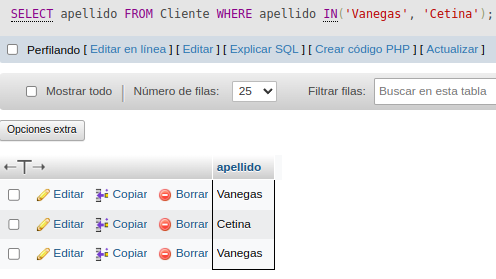 SELECT apellido FROM Cliente WHERE apellido IN('Vanegas', 'Cetina');
Perfilando [ Editar en línea ] [ Editar ] [ Explicar SQL ] [ Crear código PHP ] [ Actualizar ]
Mostrar todo | Número de filas: 25 Filtrar filas: Buscar en esta tabla
Opciones extra
←T→ apellido
Editar Copiar Borrar Vanegas
Editar Copiar Borrar Cetina
Editar Copiar Borrar Vanegas